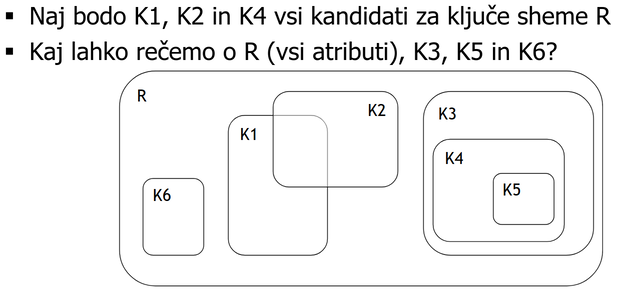 ▪ Naj bodo K1, K2 in K4 vsi kandidati za ključe sheme R
▪ Kaj lahko rečemo o R (vsi atributi), K3, K5 in K6?
R
K2
K3
K1
K4
K6
K5